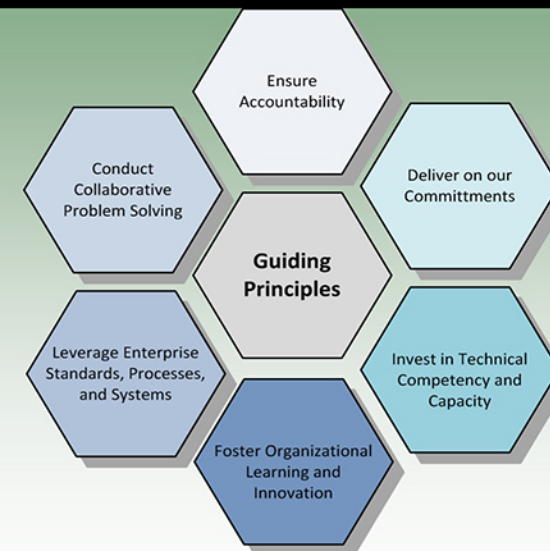 Ensure
Accountability
Deliver on our
Committments
Conduct
Collaborative
Problem Solving
Guiding
Principles
Invest in Technical
Competency and
Capacity
Leverage Enterprise
Standards, Processes,
and Systems
Foster Organizational
Learning and
Innovation